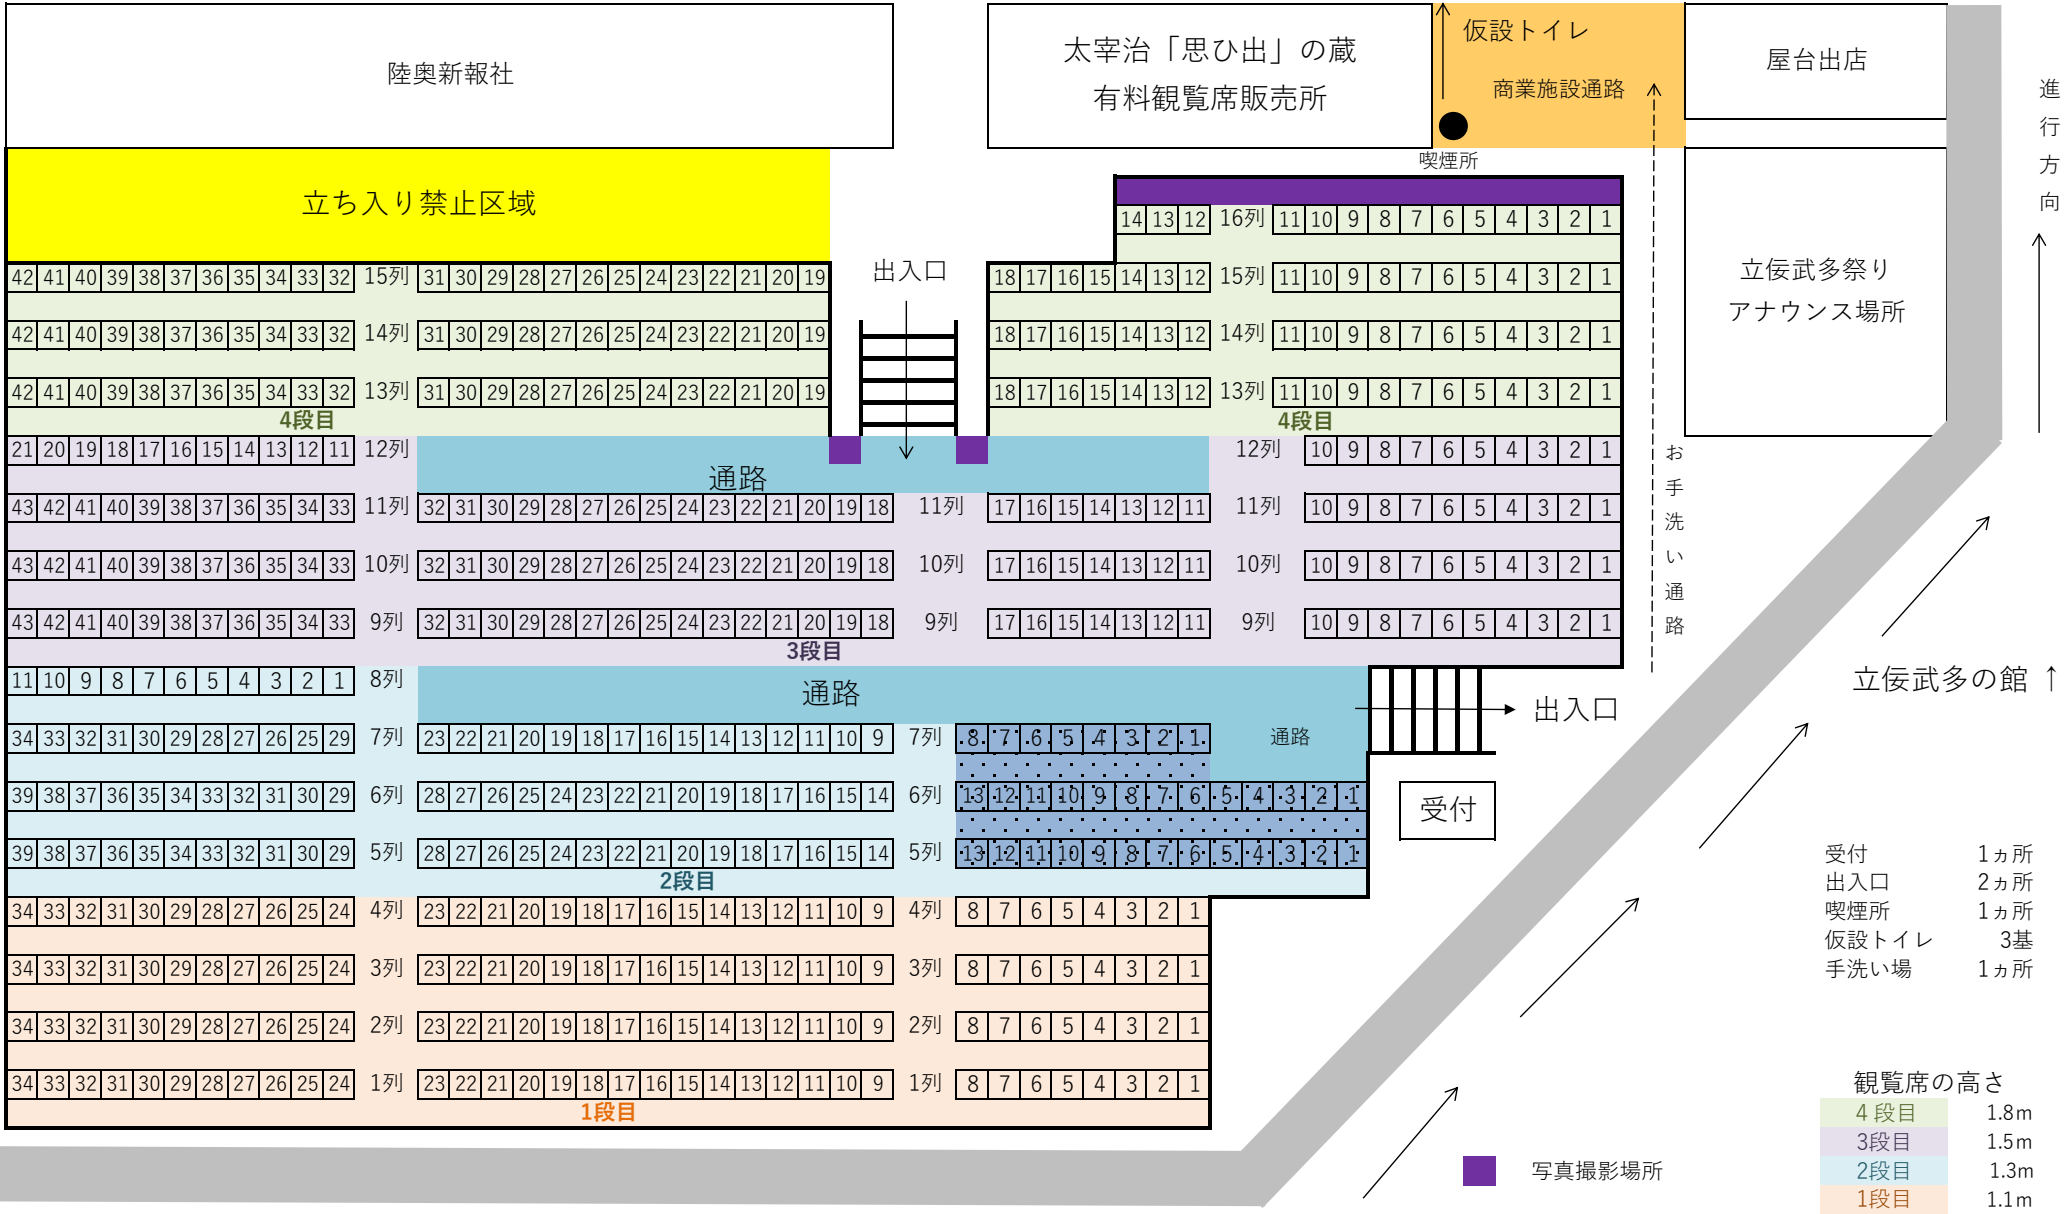 陸奥新報社
太宰治「思ひ出」の蔵
有料観覧席販売所
仮設トイレ
商業施設通路
屋台出店
進行方向
喫煙所
立ち入り禁止区域
14 13 12 16列 11 10 9 8 7 6 5 4 3 2 1
出入口
立佞武多祭り
アナウンス場所
42 41 40 39 38 37 36 35 34 33 32 15列 31 30 29 28 27 26 25 24 23 22 21 20 19 18 17 16 15 14 13 12 15列 11 10 9 8 7 6 5 4 3 2 1
42 41 40 39 38 37 36 35 34 33 32 14列 31 30 29 28 27 26 25 24 23 22 21 20 19 18 17 16 15 14 13 12 14列 11 10 9 8 7 6 5 4 3 2 1
42 41 40 39 38 37 36 35 34 33 32 13列 31 30 29 28 27 26 25 24 23 22 21 20 19 18 17 16 15 14 13 12 13列 11 10 9 8 7 6 5 4 3 2 1
4段目 4段目
21 20 19 18 17 16 15 14 13 12 11 12列 12列 10 9 8 7 6 5 4 3 2 1
通路
お手洗い通路
43 42 41 40 39 38 37 36 35 34 33 11列 32 31 30 29 28 27 26 25 24 23 22 21 20 19 18 11列 17 16 15 14 13 12 11 11列 10 9 8 7 6 5 4 3 2 1
43 42 41 40 39 38 37 36 35 34 33 10列 32 31 30 29 28 27 26 25 24 23 22 21 20 19 18 10列 17 16 15 14 13 12 11 10列 10 9 8 7 6 5 4 3 2 1
43 42 41 40 39 38 37 36 35 34 33 9列 32 31 30 29 28 27 26 25 24 23 22 21 20 19 18 9列 17 16 15 14 13 12 11 9列 10 9 8 7 6 5 4 3 2 1
3段目
11 10 9 8 7 6 5 4 3 2 1 8列
通路
出入口
立佞武多の館 ↑
34 33 32 31 30 29 28 27 26 25 29 7列 23 22 21 20 19 18 17 16 15 14 13 12 11 10 9 7列 8 7 6 5 4 3 2 1 通路
39 38 37 36 35 34 33 32 31 30 29 6列 28 27 26 25 24 23 22 21 20 19 18 17 16 15 14 6列 13 12 11 10 9 8 7 6 5 4 3 2 1
受付
39 38 37 36 35 34 33 32 31 30 29 5列 28 27 26 25 24 23 22 21 20 19 18 17 16 15 14 5列 13 12 11 10 9 8 7 6 5 4 3 2 1
2段目
34 33 32 31 30 29 28 27 26 25 24 4列 23 22 21 20 19 18 17 16 15 14 13 12 11 10 9 4列 8 7 6 5 4 3 2 1
34 33 32 31 30 29 28 27 26 25 24 3列 23 22 21 20 19 18 17 16 15 14 13 12 11 10 9 3列 8 7 6 5 4 3 2 1
34 33 32 31 30 29 28 27 26 25 24 2列 23 22 21 20 19 18 17 16 15 14 13 12 11 10 9 2列 8 7 6 5 4 3 2 1
34 33 32 31 30 29 28 27 26 25 24 1列 23 22 21 20 19 18 17 16 15 14 13 12 11 10 9 1列 8 7 6 5 4 3 2 1
1段目
受付 1ヵ所
出入口 2ヵ所
喫煙所 1ヵ所
仮設トイレ 3基
手洗い場 1ヵ所
写真撮影場所
観覧席の高さ
4段目 1.8m
3段目 1.5m
2段目 1.3m
1段目 1.1m